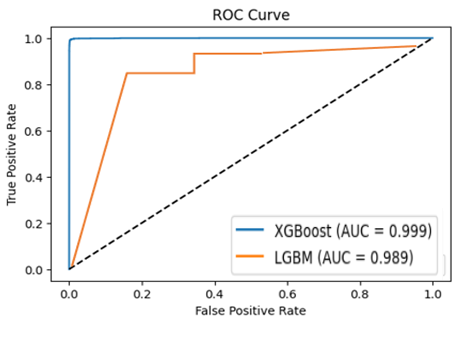 ROC Curve
True Positive Rate
1.0
0.8
0.6
0.4
0.2
0.0
XGBoost (AUC = 0.999)
LGBM (AUC = 0.989)
0.0 0.2 0.4 0.6 0.8 1.0
False Positive Rate